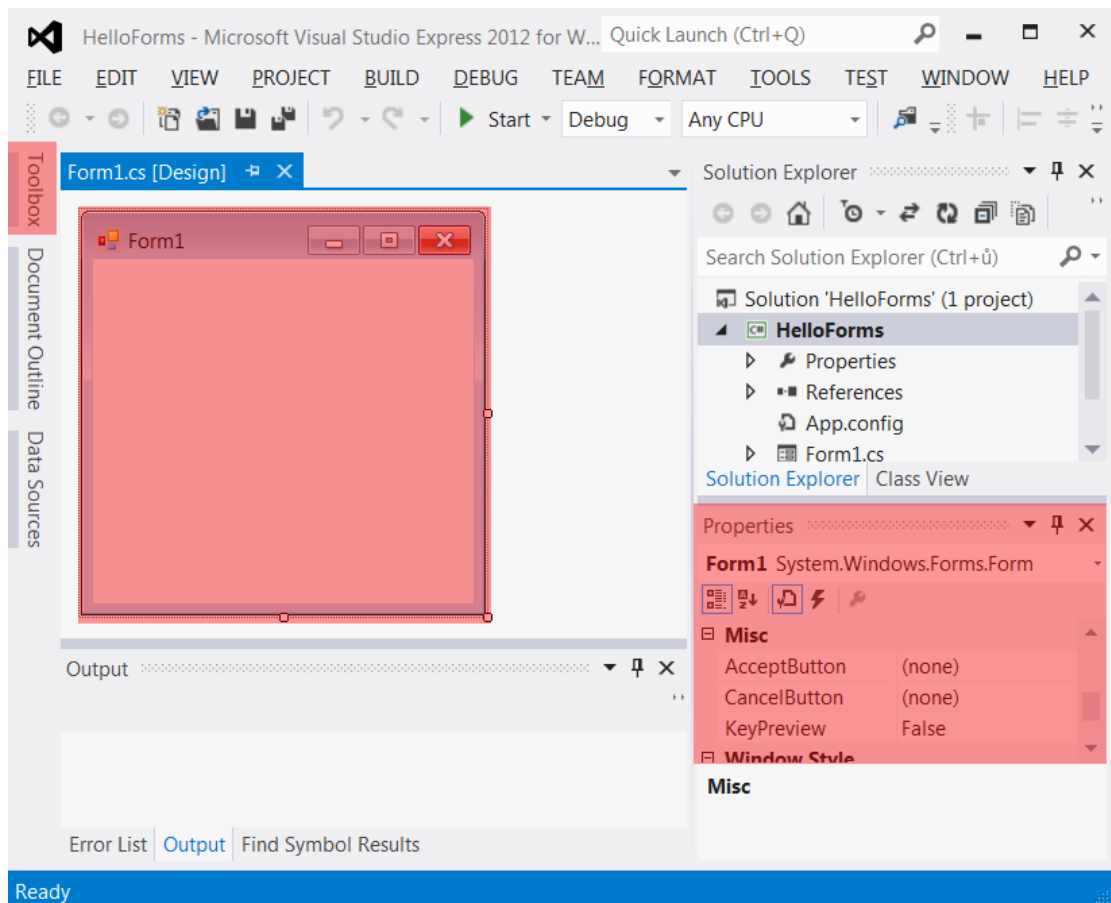 HelloForms - Microsoft Visual Studio Express 2012 for W... Quick Launch (Ctrl+Q)
FILE EDIT VIEW PROJECT BUILD DEBUG TEAM FORMAT TOOLS TEST WINDOW HELP
Start Debug Any CPU
Toolbox
Document Outline
Data Sources
Form1.cs [Design]
Form1
Solution Explorer
Search Solution Explorer (Ctrl+ů)
Solution 'HelloForms' (1 project)
C# HelloForms
Properties
References
App.config
Form1.cs
Solution Explorer Class View
Properties
Form1 System.Windows.Forms.Form
Misc
AcceptButton (none)
CancelButton (none)
KeyPreview False
Window Style
Misc
Output
Error List Output Find Symbol Results
Ready